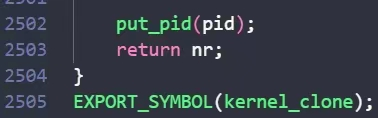 2502 put_pid(pid);
2503 return nr;
2504 }
2505 EXPORT_SYMBOL(kernel_clone);